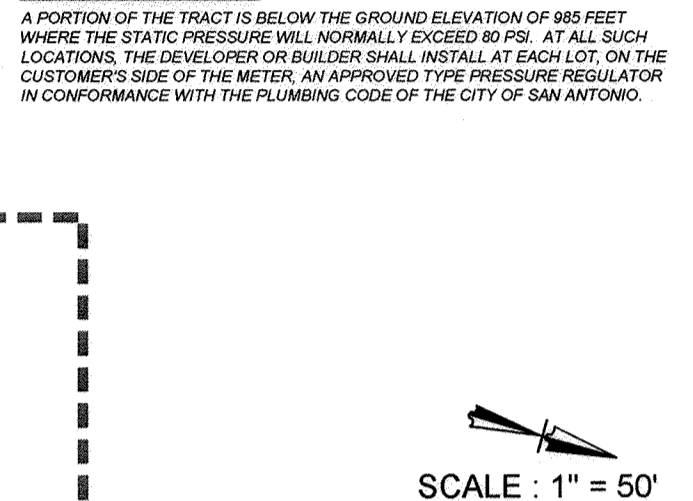 A PORTION OF THE TRACT IS BELOW THE GROUND ELEVATION OF 985 FEET
WHERE THE STATIC PRESSURE WILL NORMALLY EXCEED 80 PSI. AT ALL SUCH
LOCATIONS, THE DEVELOPER OR BUILDER SHALL INSTALL AT EACH LOT, ON THE
CUSTOMER'S SIDE OF THE METER, AN APPROVED TYPE PRESSURE REGULATOR
IN CONFORMANCE WITH THE PLUMBING CODE OF THE CITY OF SAN ANTONIO.
SCALE : 1" = 50'